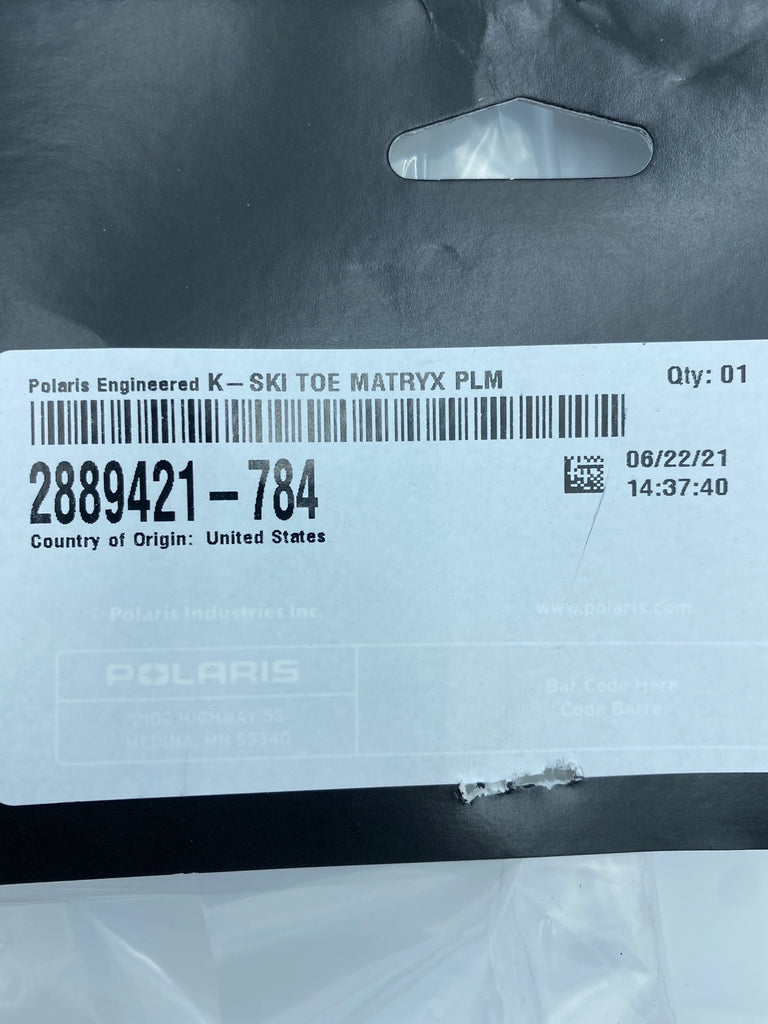 Polaris Engineered K-SKI TOE MATRYX PLM
Qty: 01
2889421-784
06/22/21
14:37:40
Country of Origin: United States
Polaris Industries Inc.
www.polaris.com
POLARIS
2100 HIGHWAY 55
MEDINA, MN 55340
Bar Code Here
Code Barre